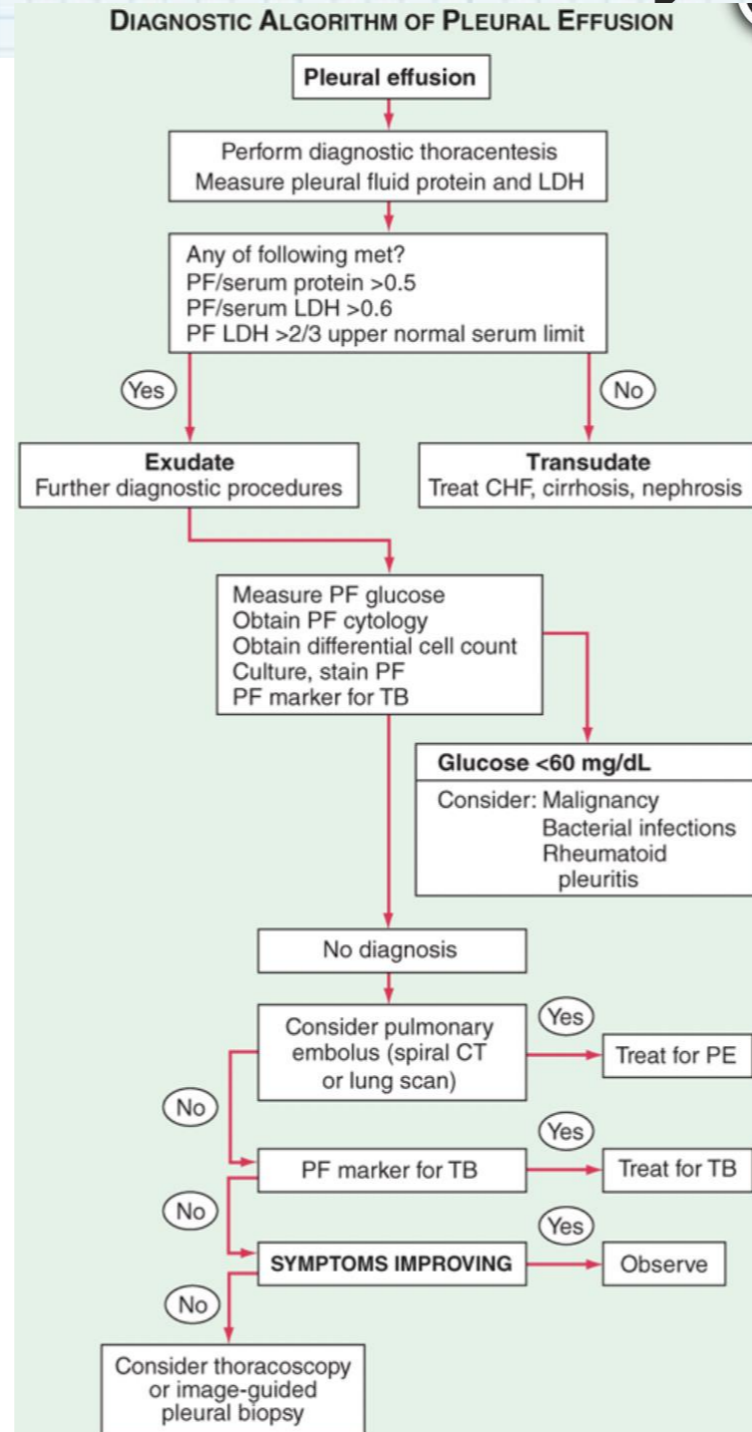 DIAGNOSTIC ALGORITHM OF PLEURAL EFFUSION
Pleural effusion
Perform diagnostic thoracentesis
Measure pleural fluid protein and LDH
Any of following met?
PF/serum protein >0.5
PF/serum LDH >0.6
PF LDH >2/3 upper normal serum limit
Yes
No
Exudate
Further diagnostic procedures
Transudate
Treat CHF, cirrhosis, nephrosis
Measure PF glucose
Obtain PF cytology
Obtain differential cell count
Culture, stain PF
PF marker for TB
Glucose <60 mg/dL
Consider: Malignancy
Bacterial infections
Rheumatoid
pleuritis
No diagnosis
Consider pulmonary
embolus (spiral CT
or lung scan)
Yes
Treat for PE
No
PF marker for TB
Yes
Treat for TB
No
SYMPTOMS IMPROVING
Yes
Observe
No
Consider thoracoscopy
or image-guided
pleural biopsy